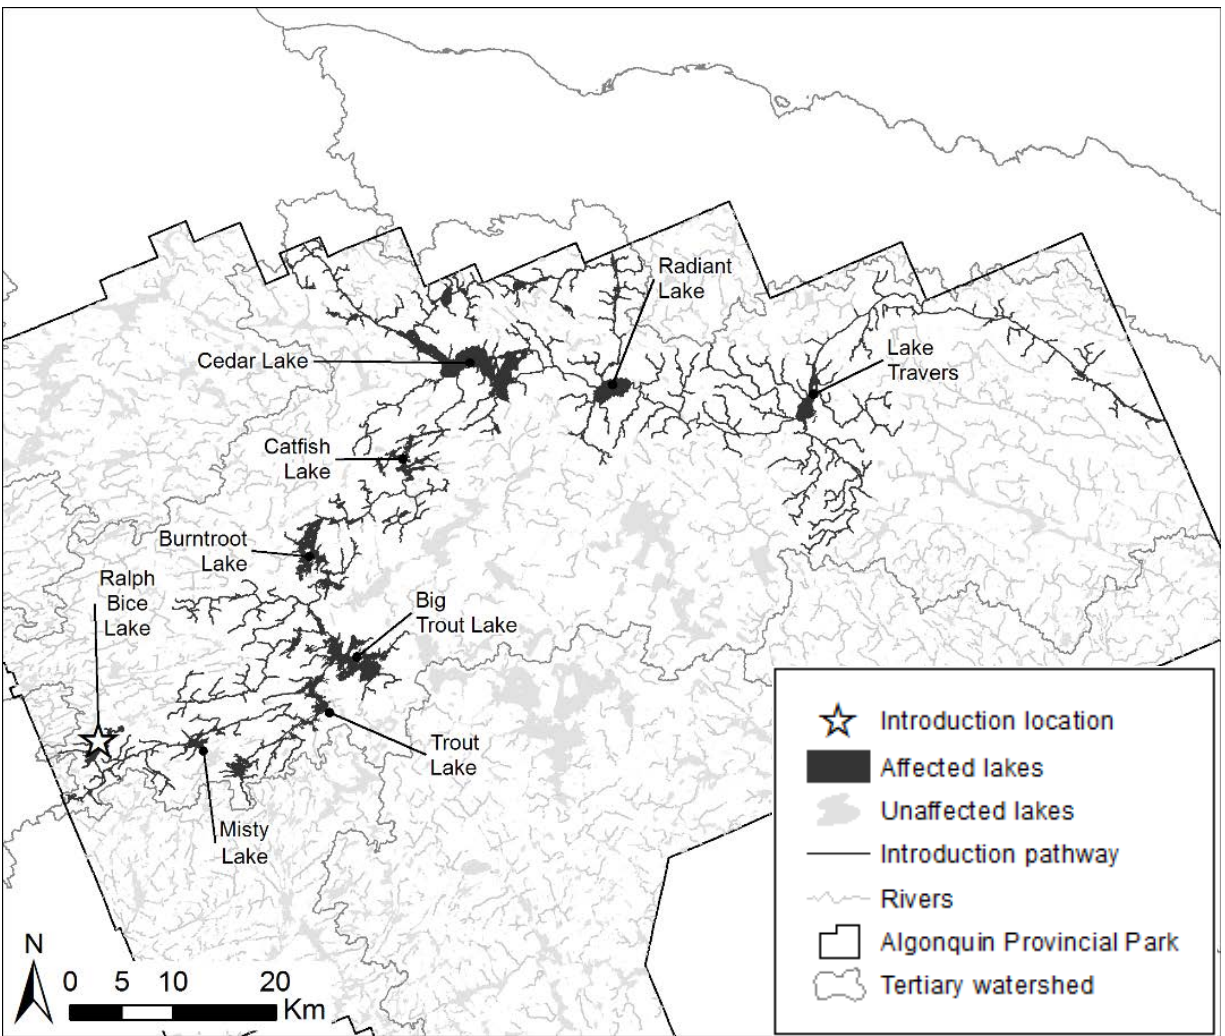 Radiant
Lake
Cedar Lake
Lake
Travers
Catfish
Lake
Burntroot
Lake
Ralph
Bice
Lake
Big
Trout Lake
Trout
Lake
Misty
Lake
Introduction location
Affected lakes
Unaffected lakes
Introduction pathway
Rivers
Algonquin Provincial Park
Tertiary watershed
N
0 5 10 20
Km